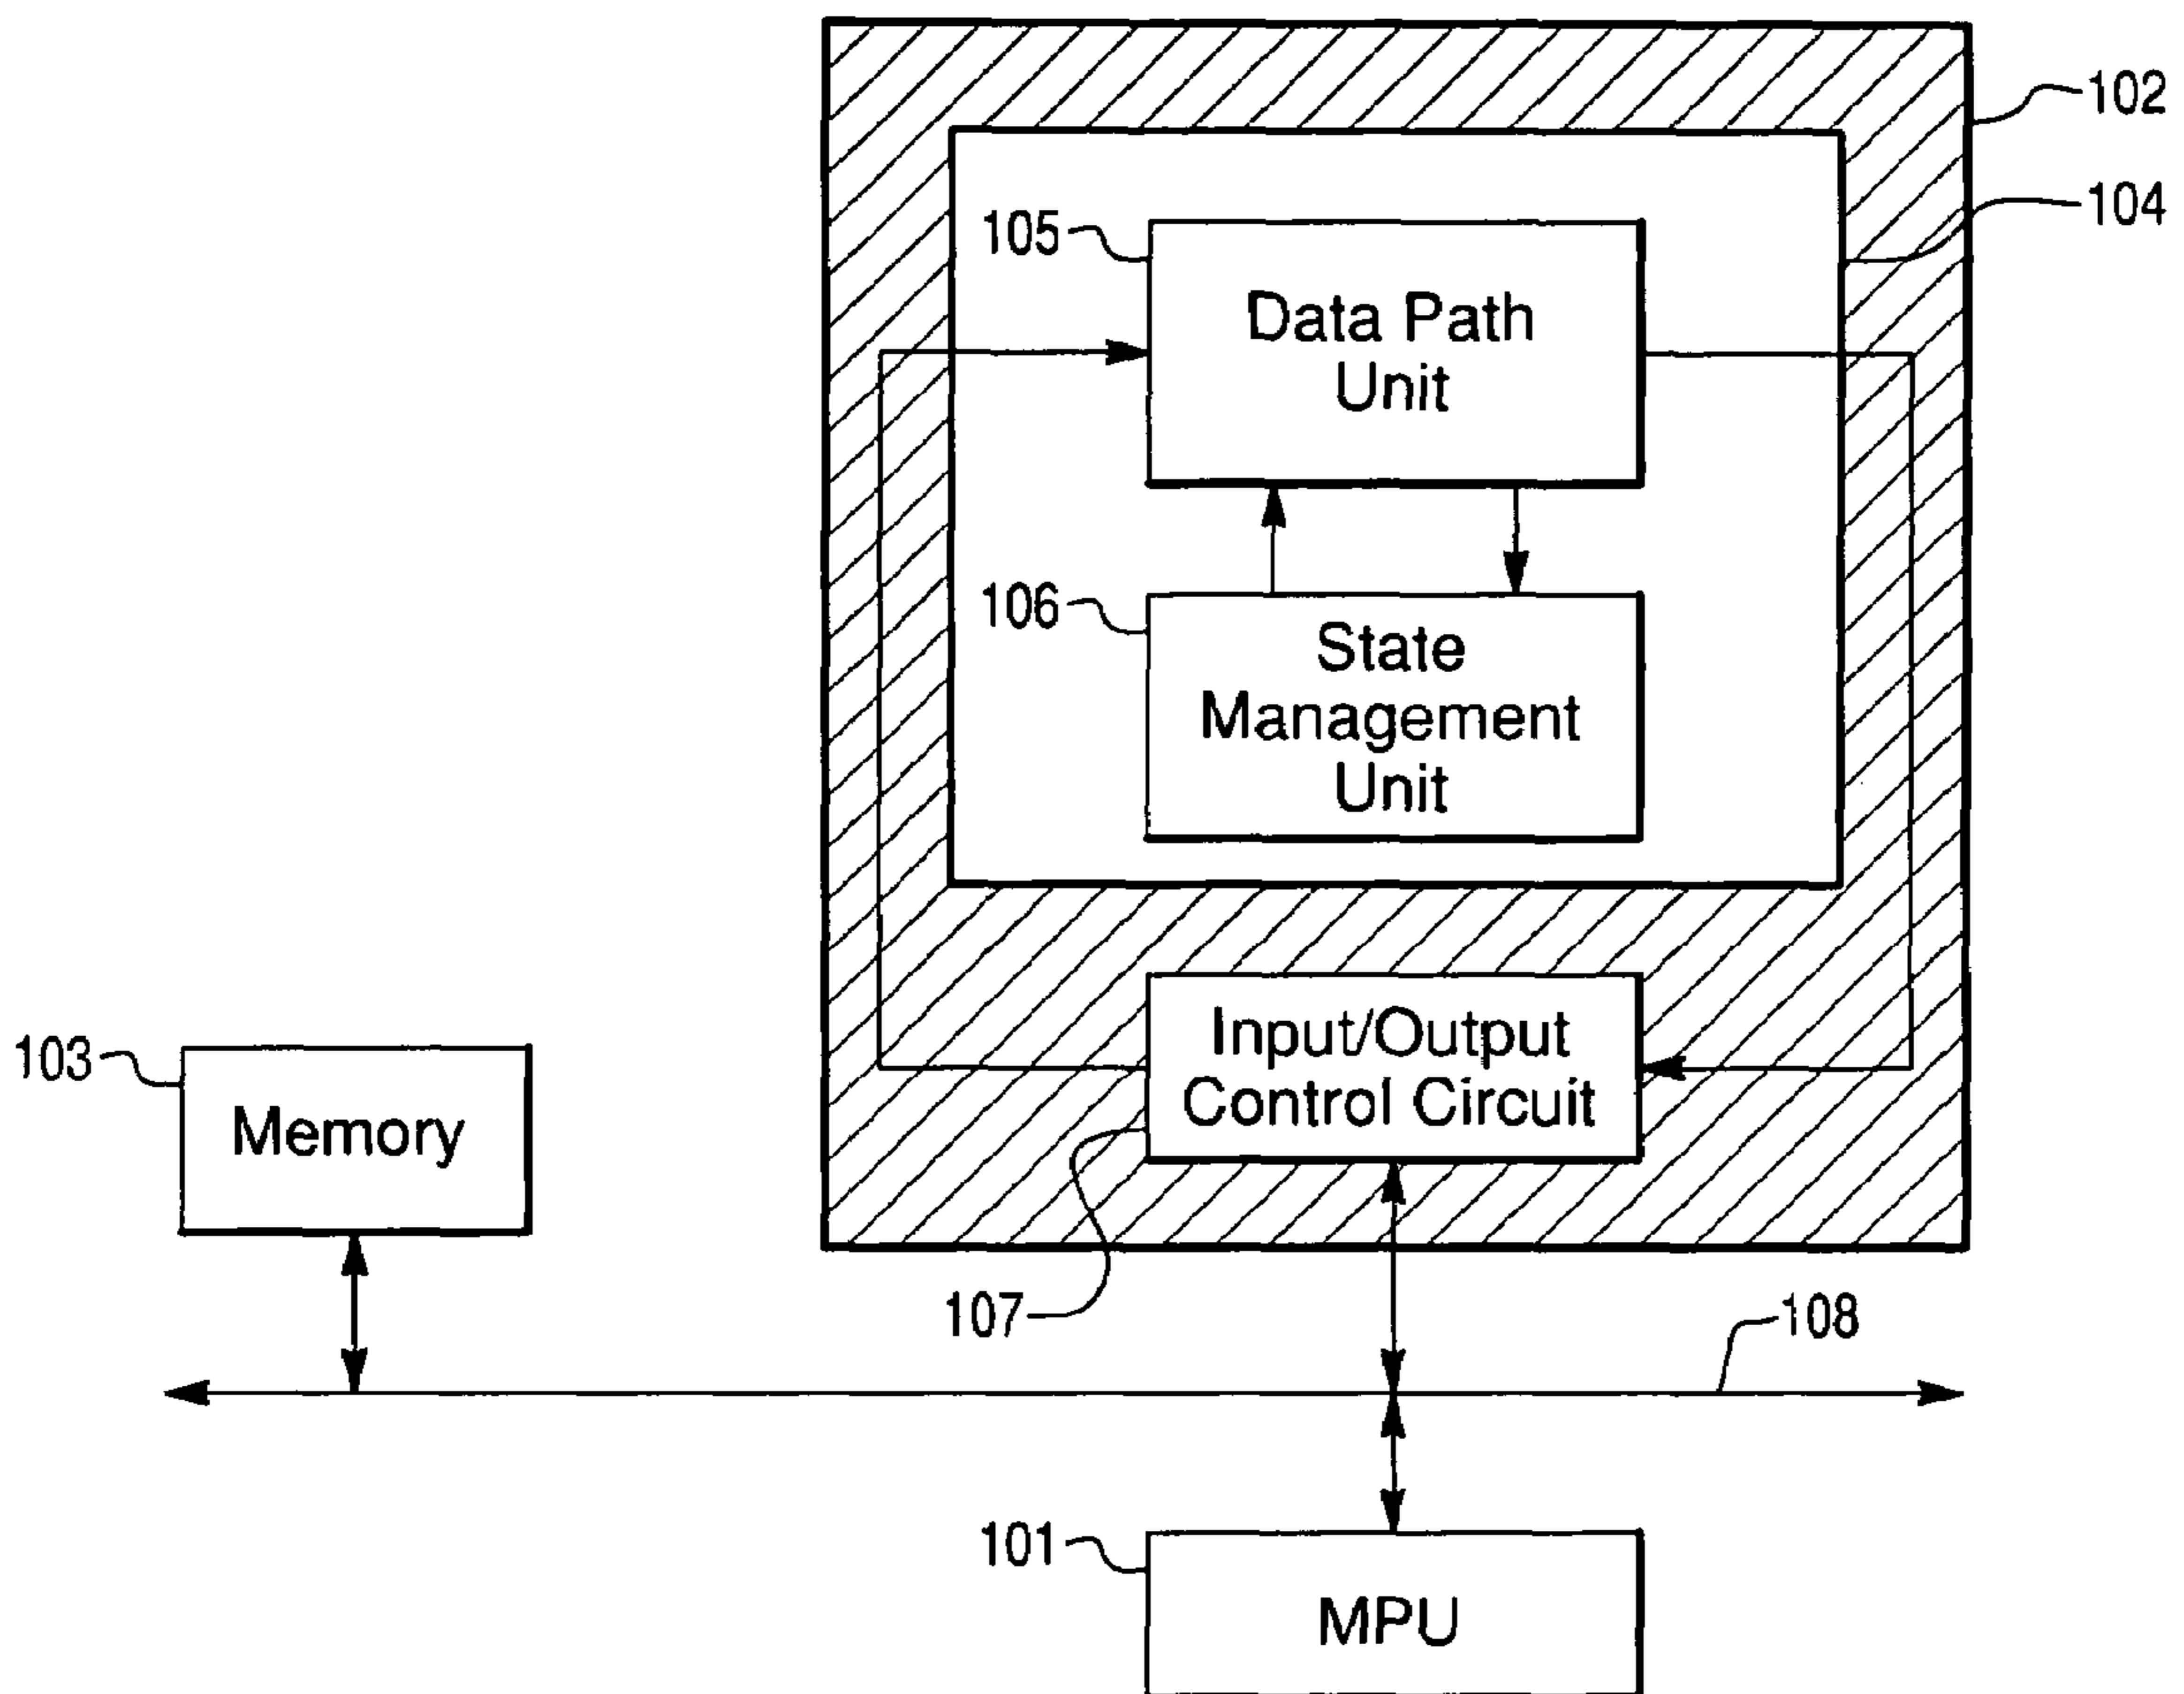 102
104
105
Data Path
Unit
106
State
Management
Unit
103
Memory
Input/Output
Control Circuit
107
108
101
MPU